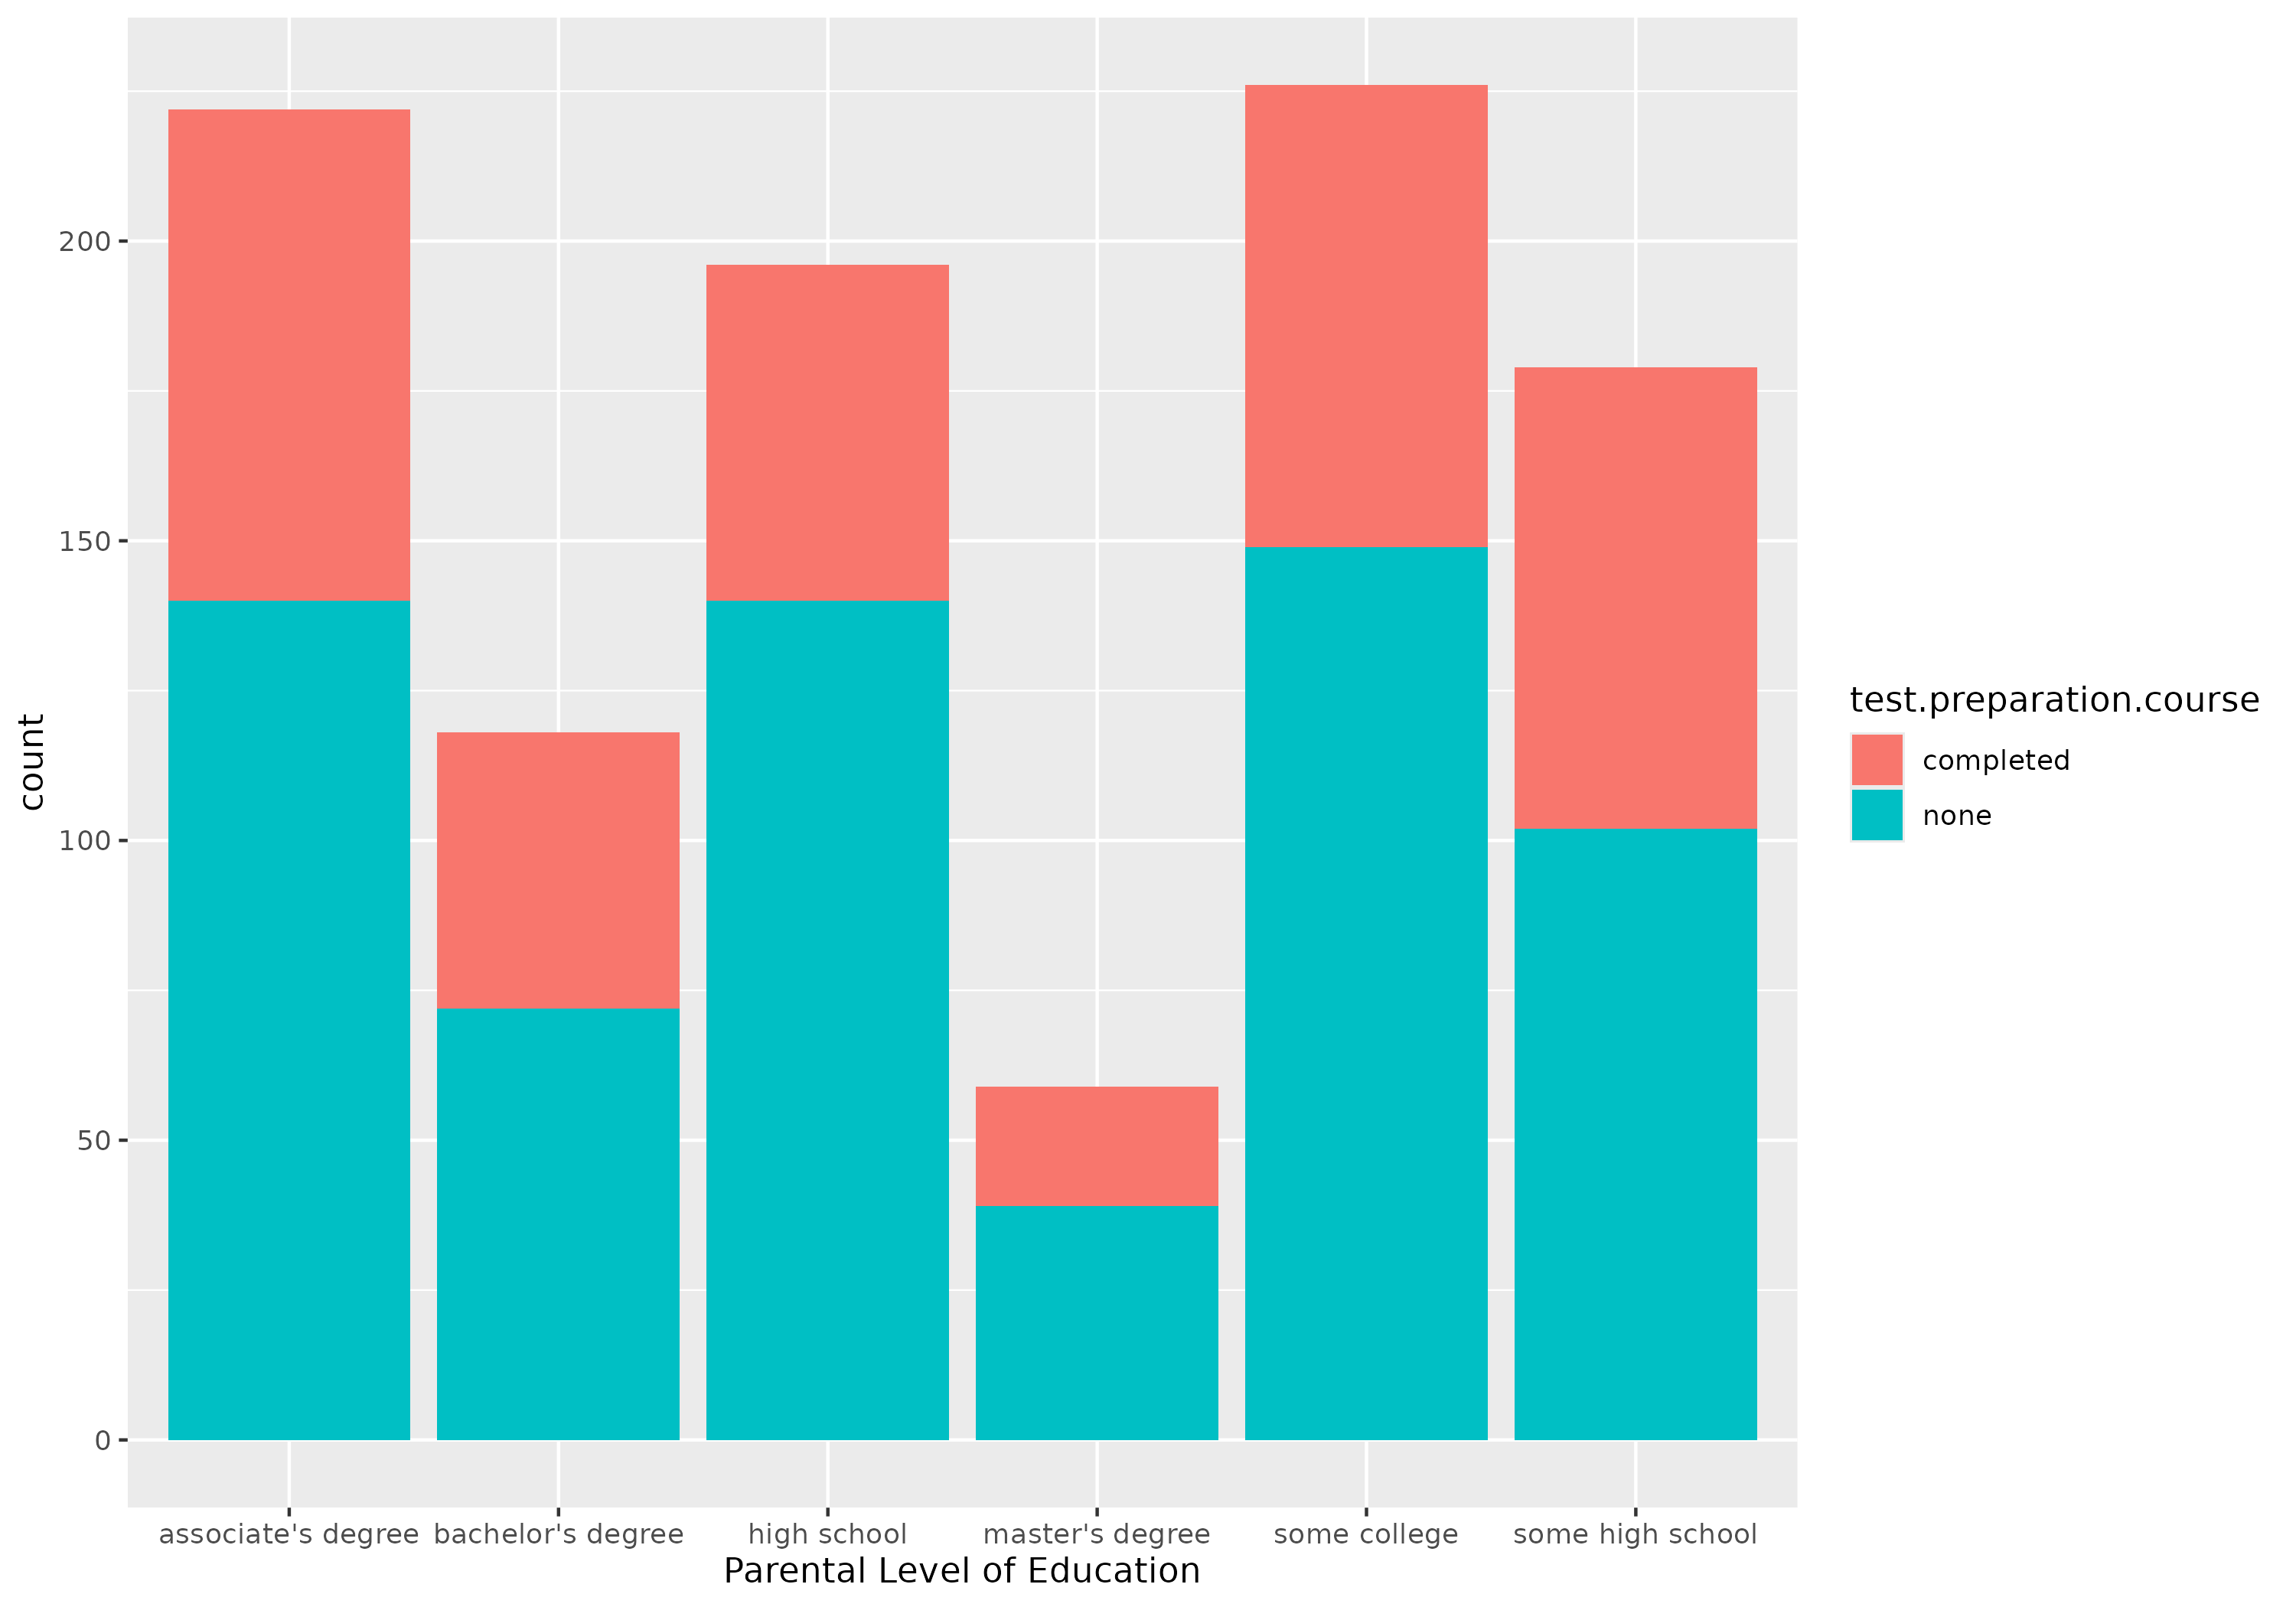 200
150
100
50
0
count
associate's degree bachelor's degree high school master's degree some college some high school
Parental Level of Education
test.preparation.course
completed
none